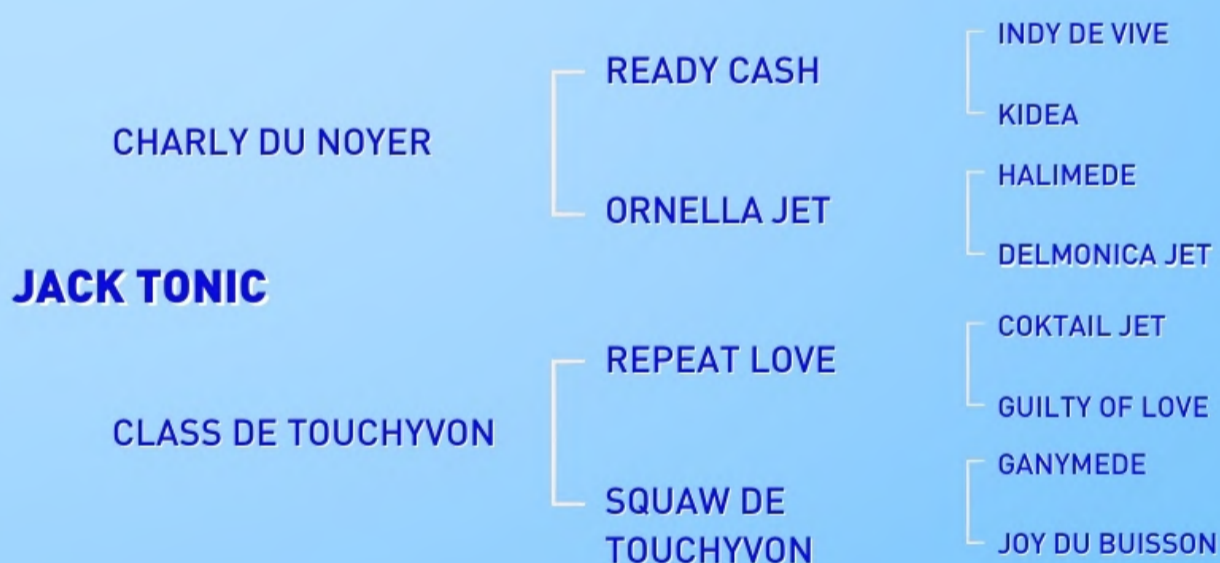 INDY DE VIVE
READY CASH
KIDEA
CHARLY DU NOYER
HALIMEDE
ORNELLA JET
DELMONICA JET
JACK TONIC
COKTAIL JET
REPEAT LOVE
GUILTY OF LOVE
CLASS DE TOUCHYVON
GANYMEDE
SQUAW DE
TOUCHYVON
JOY DU BUISSON